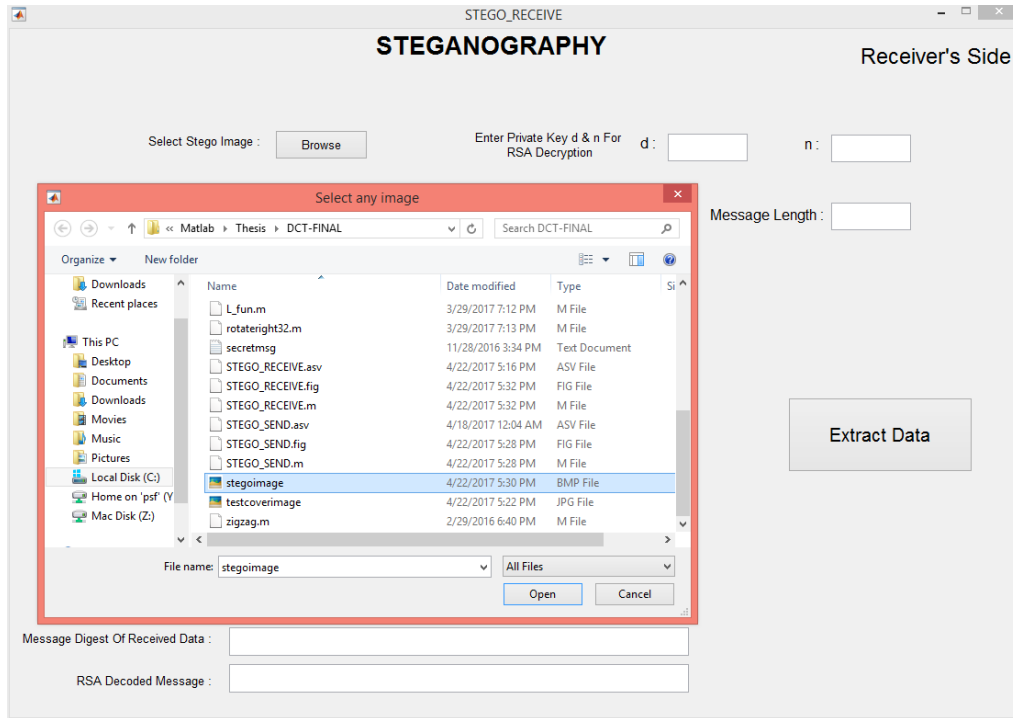 STEGO_RECEIVE
STEGANOGRAPHY
Receiver's Side
Select Stego Image :
Browse
Enter Private Key d & n For
RSA Decryption
d :
n :
Message Length :
Select any image
« Matlab Thesis DCT-FINAL
Search DCT-FINAL
Organize New folder
Downloads
Recent places
This PC
Desktop
Documents
Downloads
Movies
Music
Pictures
Local Disk (C:)
Home on 'psf' (Y
Mac Disk (Z:)
Name Date modified Type Si
L_fun.m 3/29/2017 7:12 PM M File
rotateright32.m 3/29/2017 7:13 PM M File
secretmsg 11/28/2016 3:34 PM Text Document
STEGO_RECEIVE.asv 4/22/2017 5:16 PM ASV File
STEGO_RECEIVE.fig 4/22/2017 5:32 PM FIG File
STEGO_RECEIVE.m 4/22/2017 5:32 PM M File
STEGO_SEND.asv 4/18/2017 12:04 AM ASV File
STEGO_SEND.fig 4/22/2017 5:28 PM FIG File
STEGO_SEND.m 4/22/2017 5:28 PM M File
stegoimage 4/22/2017 5:30 PM BMP File
testcoverimage 4/22/2017 5:22 PM JPG File
zigzag.m 2/29/2016 6:40 PM M File
File name: stegoimage
All Files
Open Cancel
Extract Data
Message Digest Of Received Data :
RSA Decoded Message :